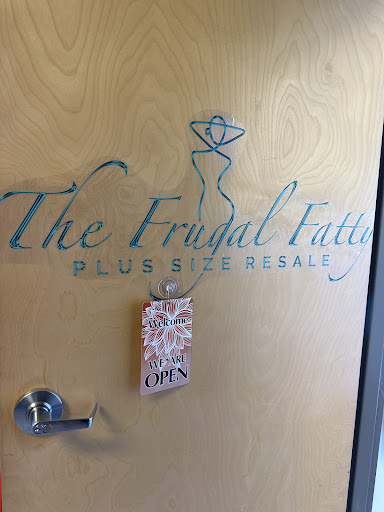 The Frugal Fatty
PLUS SIZE RESALE
Welcome
WE ARE
OPEN